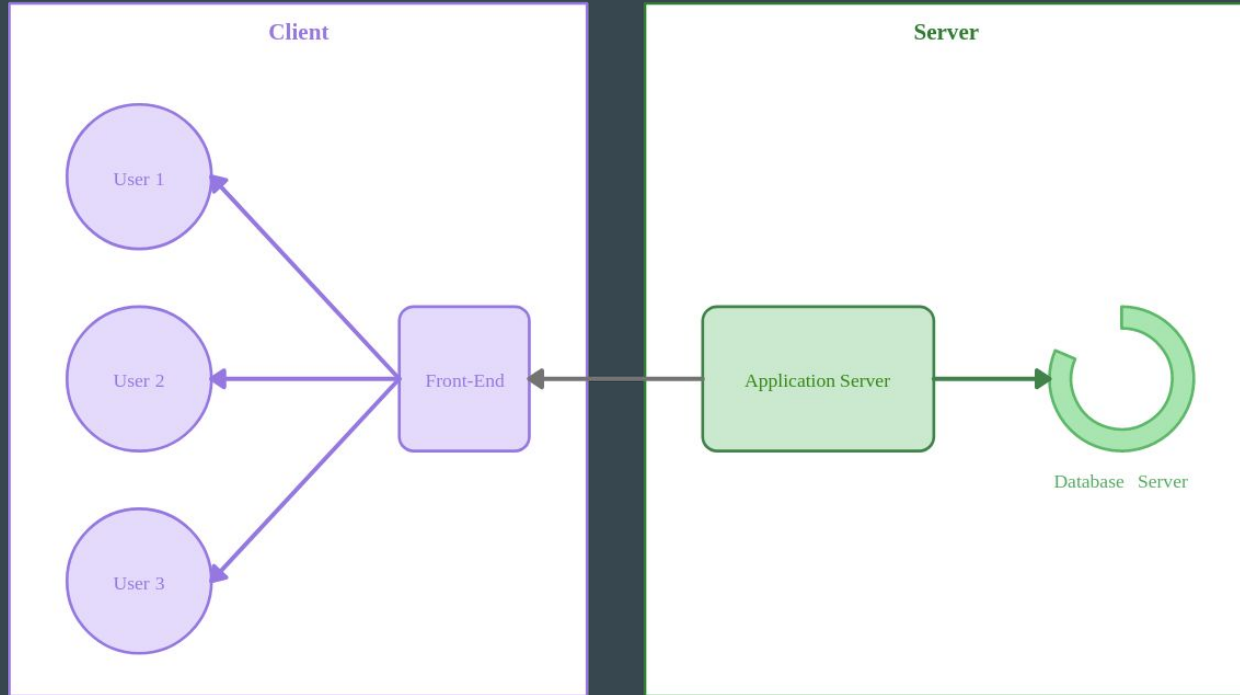 Client
Server
User 1
User 2
Front-End
Application Server
Database Server
User 3